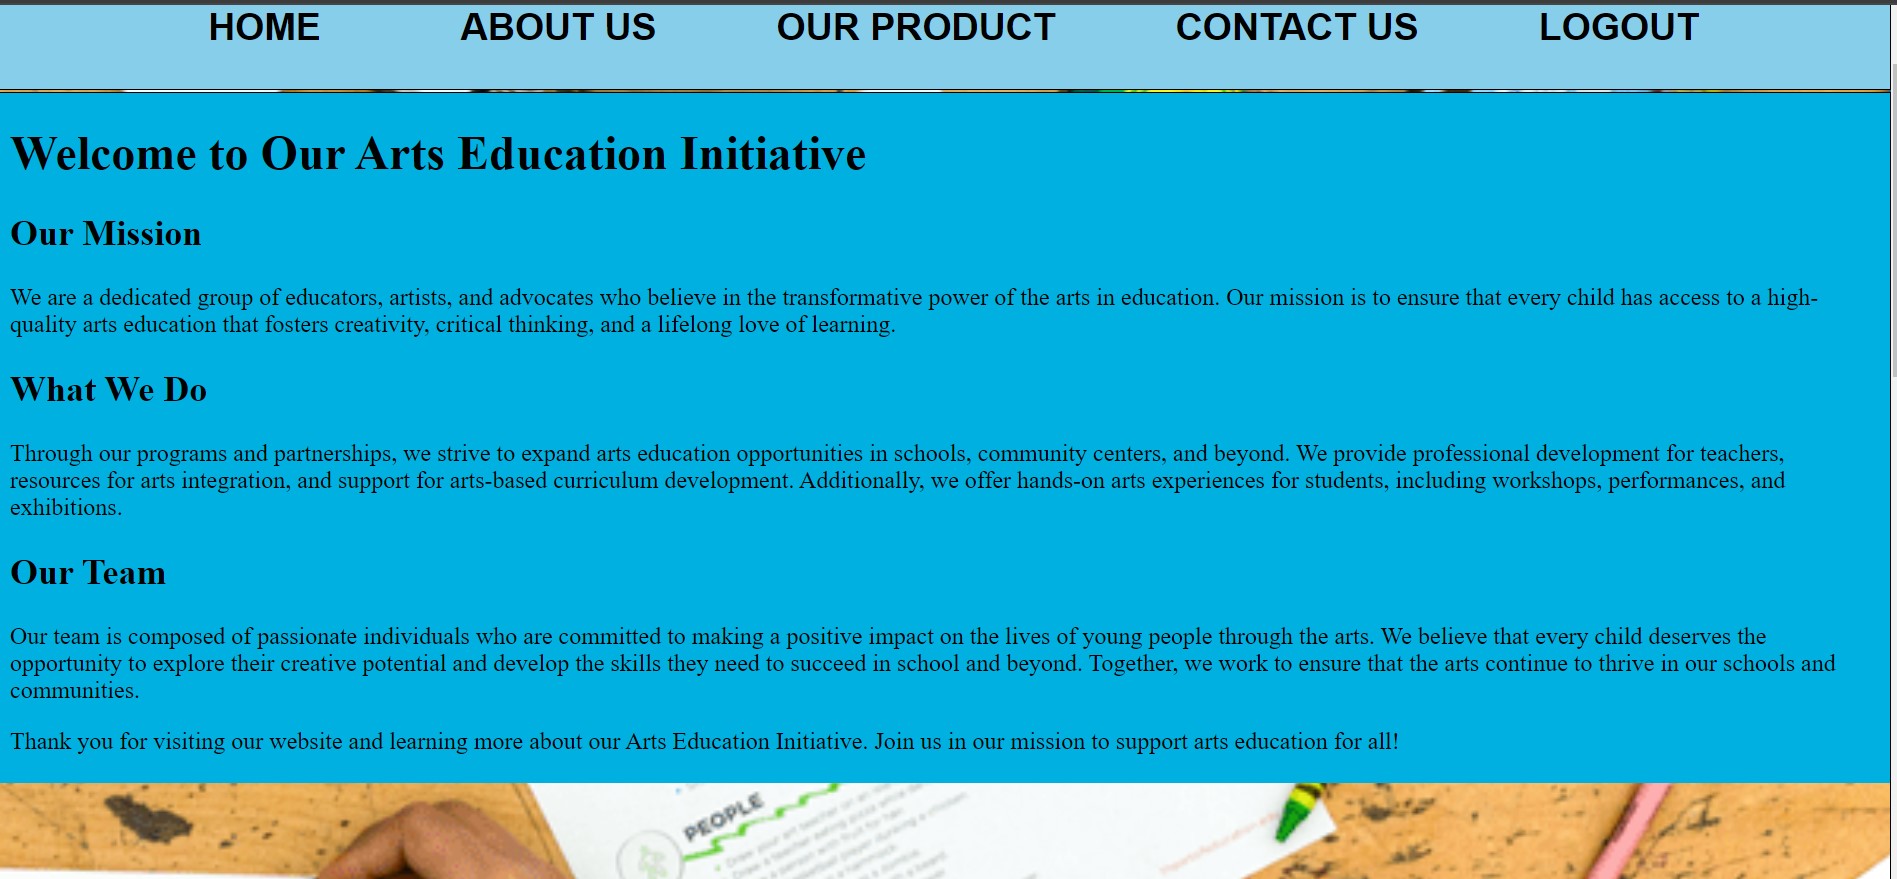 HOME ABOUT US OUR PRODUCT CONTACT US LOGOUT
Welcome to Our Arts Education Initiative
Our Mission
We are a dedicated group of educators, artists, and advocates who believe in the transformative power of the arts in education. Our mission is to ensure that every child has access to a high-
quality arts education that fosters creativity, critical thinking, and a lifelong love of learning.
What We Do
Through our programs and partnerships, we strive to expand arts education opportunities in schools, community centers, and beyond. We provide professional development for teachers,
resources for arts integration, and support for arts-based curriculum development. Additionally, we offer hands-on arts experiences for students, including workshops, performances, and
exhibitions.
Our Team
Our team is composed of passionate individuals who are committed to making a positive impact on the lives of young people through the arts. We believe that every child deserves the
opportunity to explore their creative potential and develop the skills they need to succeed in school and beyond. Together, we work to ensure that the arts continue to thrive in our schools and
communities.
Thank you for visiting our website and learning more about our Arts Education Initiative. Join us in our mission to support arts education for all!
PEOPLE